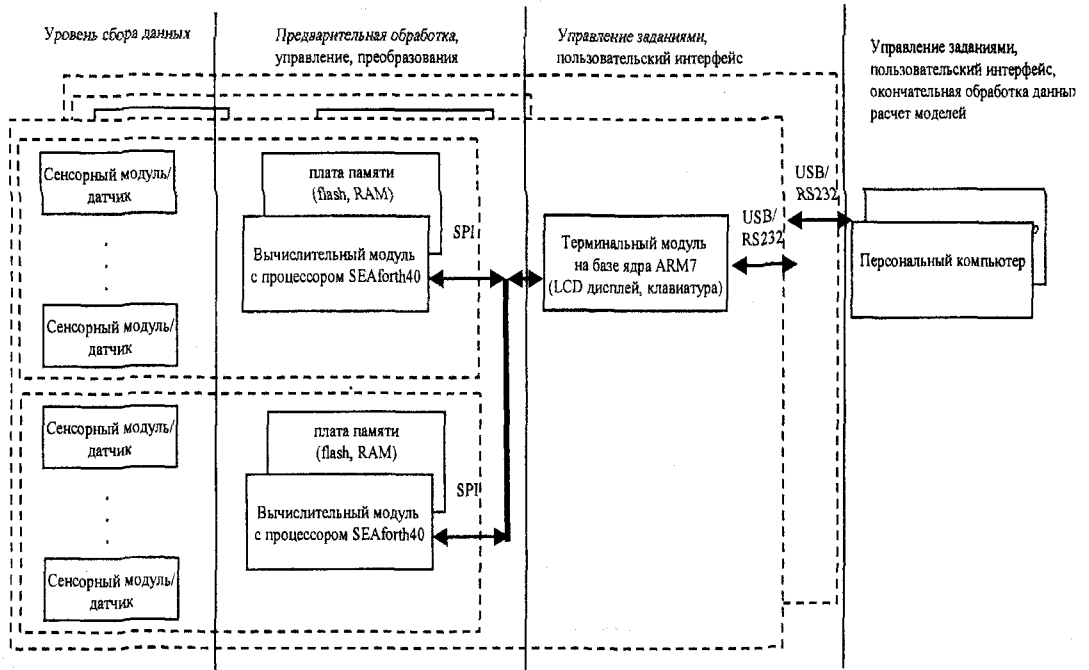 Уровень сбора данных
Предварительная обработка,
управление, преобразования
Управление заданиями,
пользовательский интерфейс
Управление заданиями,
пользовательский интерфейс,
окончательная обработка данных
расчет моделей
Сенсорный модуль/
датчик
Сенсорный модуль/
датчик
плата памяти
(flash, RAM)
Вычислительный модуль
с процессором SEAforth40
SPI
Терминальный модуль
на базе ядра ARM7
(LCD дисплей, клавиатура)
USB/
RS232
USB/
RS232
Персональный компьютер
Сенсорный модуль/
датчик
Сенсорный модуль/
датчик
плата памяти
(flash, RAM)
Вычислительный модуль
с процессором SEAforth40
SPI